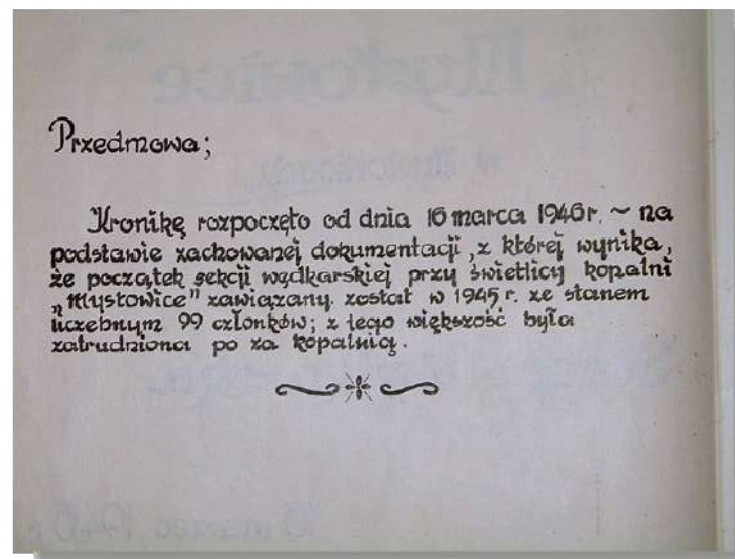 Przedmowa;
Kronikę rozpoczęto od dnia 16 marca 1946 r. ~ na
podstawie zachowanej dokumentacji, z której wynika,
że początek sekcji wędkarskiej przy świetlicy kopalni
„Mysłowice" zawiązany został w 1945 r. ze stanem
liczebnym 99 członków; z tego większość była
zatrudniona po za kopalnią.